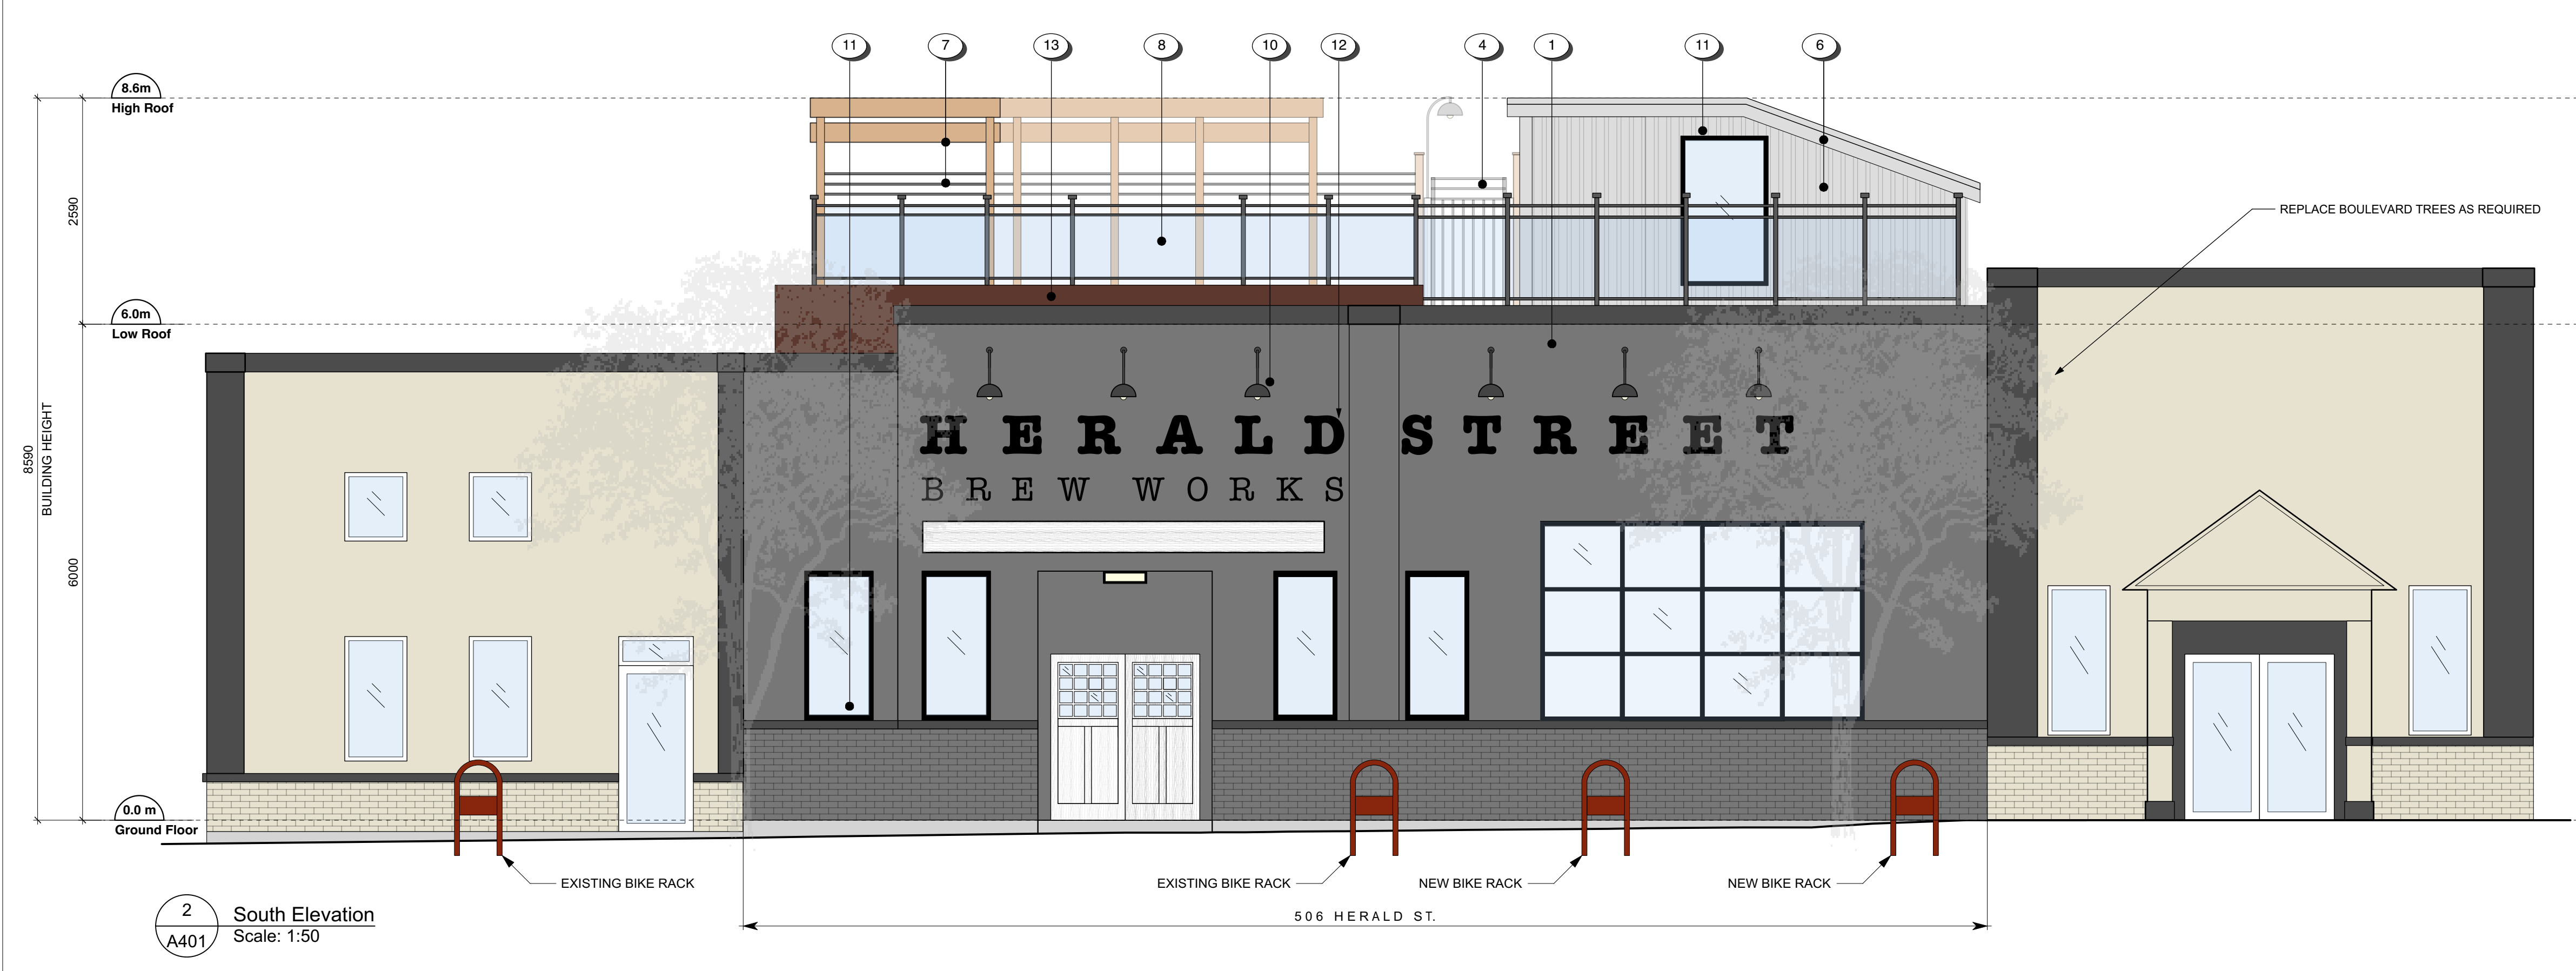 11 7 13 8 10 12 4 1 11 6
8.6m
High Roof
REPLACE BOULEVARD TREES AS REQUIRED
2590
6.0m
Low Roof
8590
BUILDING HEIGHT
6000
HERALD STREET
BREW WORKS
0.0 m
Ground Floor
EXISTING BIKE RACK
EXISTING BIKE RACK
NEW BIKE RACK
NEW BIKE RACK
506 HERALD ST.
2
A401
South Elevation
Scale: 1:50